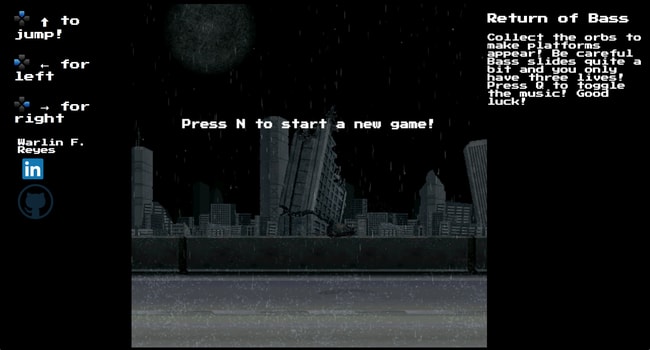 ↑ to
jump!
← for
left
→ for
right
Warlin F.
Reyes
in
Press N to start a new game!
Return of Bass
Collect the orbs to
make platforms
appear! Be careful
Bass slides quite a
bit and you only
have three lives!
Press Q to toggle
the music! Good
luck!